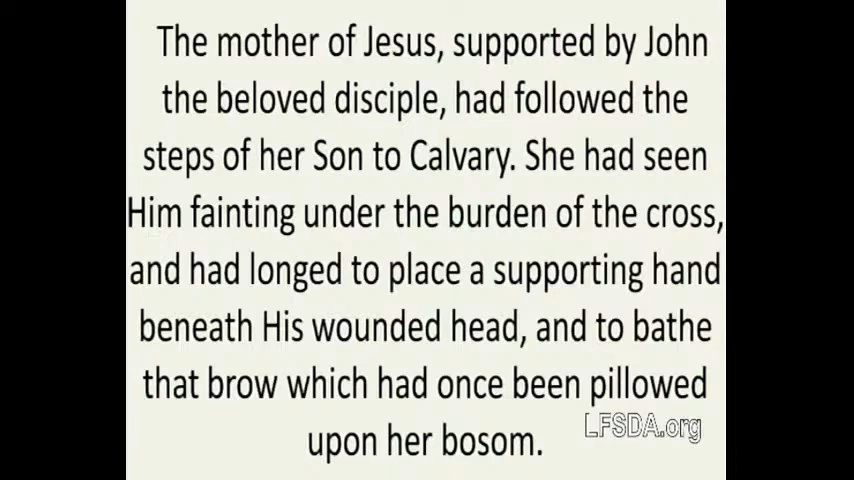 The mother of Jesus, supported by John
the beloved disciple, had followed the
steps of her Son to Calvary. She had seen
Him fainting under the burden of the cross,
and had longed to place a supporting hand
beneath His wounded head, and to bathe
that brow which had once been pillowed
upon her bosom.
LFSDA.org